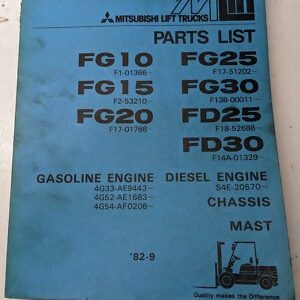 MITSUBISHI LIFT TRUCKS
PARTS LIST
FG10 FG25
F1-01366~ F17-51202~
FG15 FG30
F2-53210~ F13B-00011~
FG20 FD25
F17-01768~ F18-52688~
FD30
F14A-01329~
GASOLINE ENGINE DIESEL ENGINE
4G33-AE9443~ S4E-20570~
4G52-AE1683~ CHASSIS
4G54-AF0206~
MAST
'82-9
Quality makes the Difference